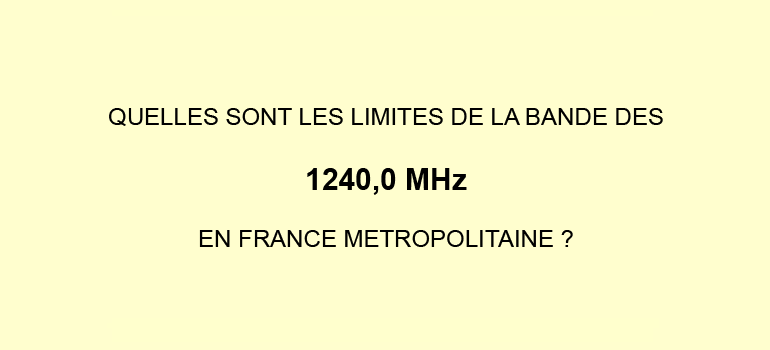 QUELLES SONT LES LIMITES DE LA BANDE DES
1240,0 MHz
EN FRANCE METROPOLITAINE ?